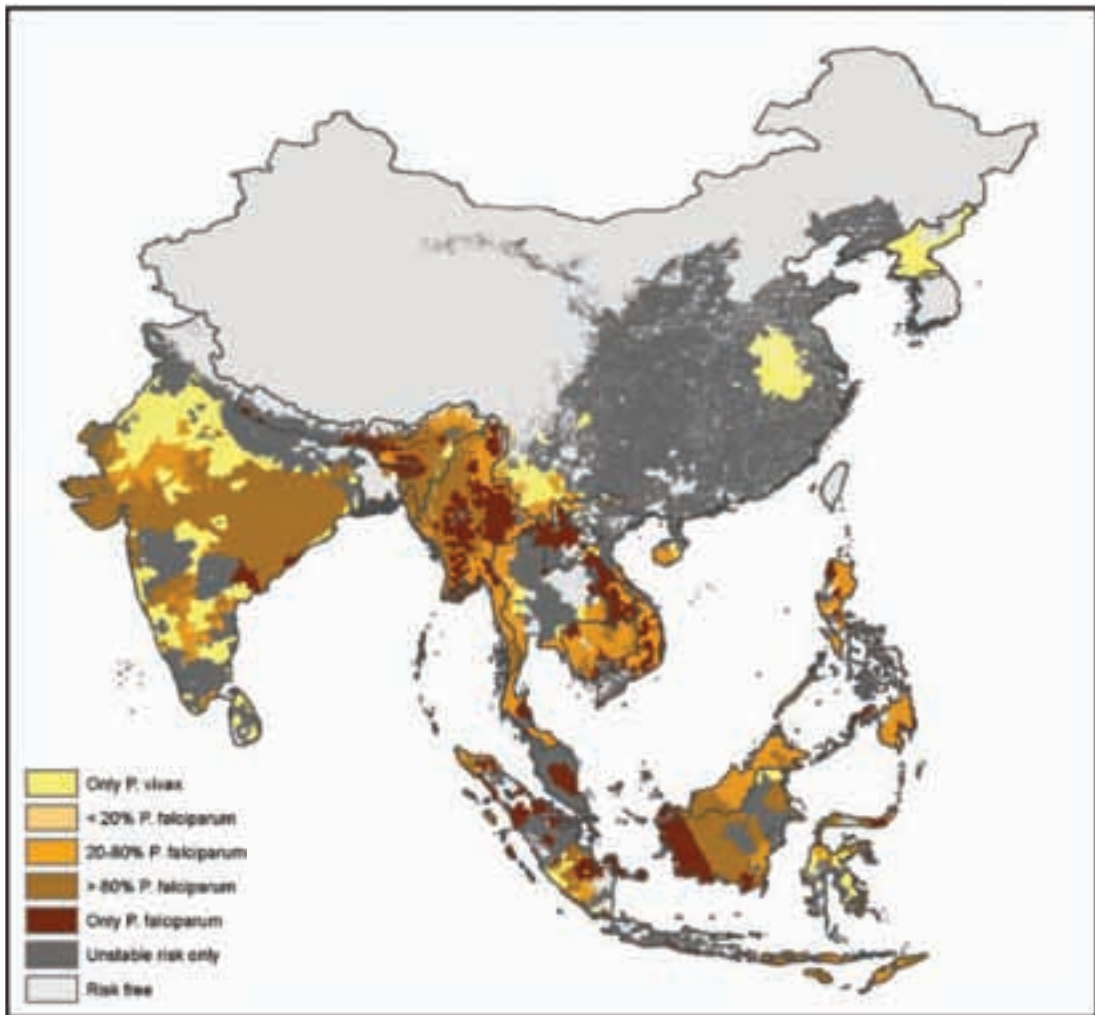 Only P. vivax
< 20% P. falciparum
20-80% P. falciparum
> 80% P. falciparum
Only P. falciparum
Unstable risk only
Risk free